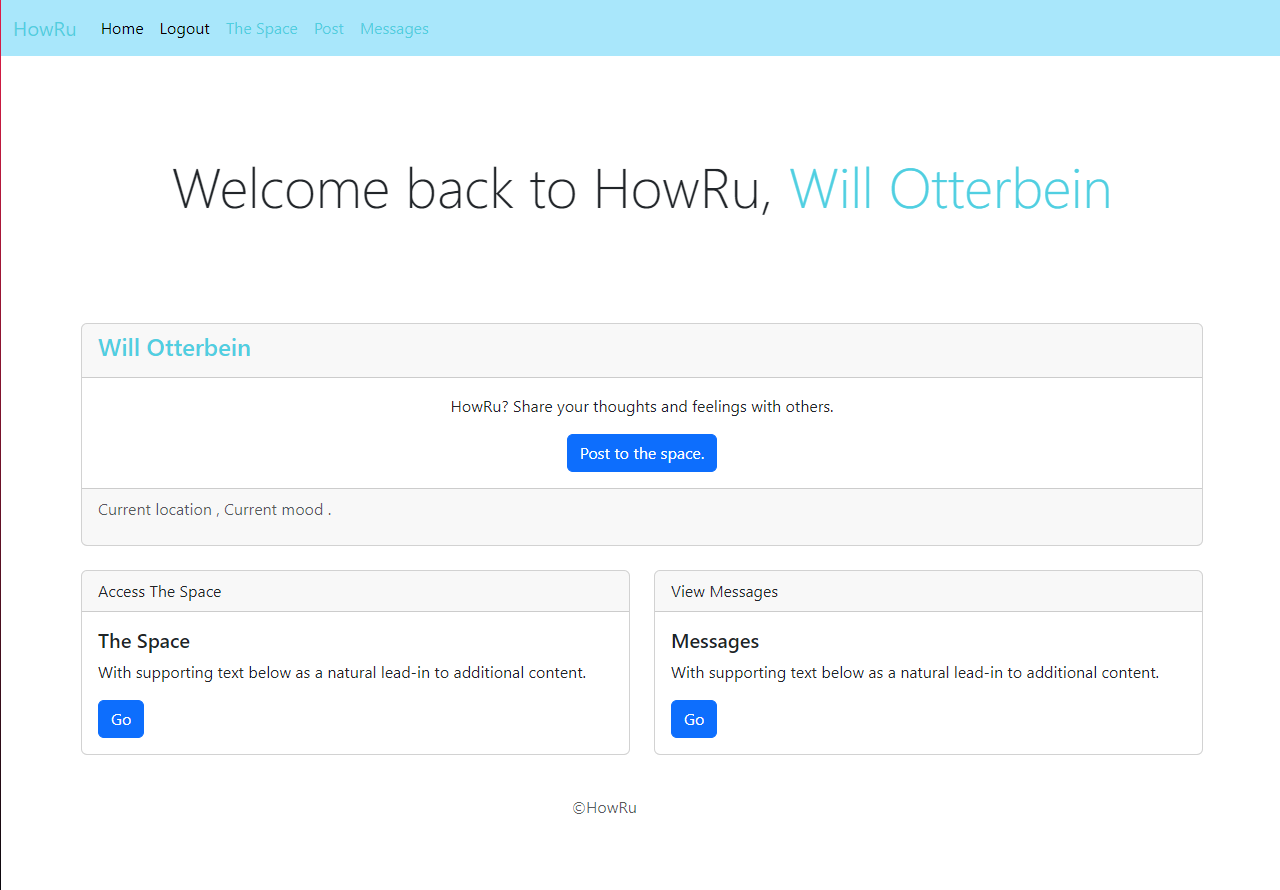 HowRu Home Logout The Space Post Messages
Welcome back to HowRu, Will Otterbein
Will Otterbein
HowRu? Share your thoughts and feelings with others.
Post to the space.
Current location , Current mood .
Access The Space
The Space
With supporting text below as a natural lead-in to additional content.
Go
View Messages
Messages
With supporting text below as a natural lead-in to additional content.
Go
©HowRu